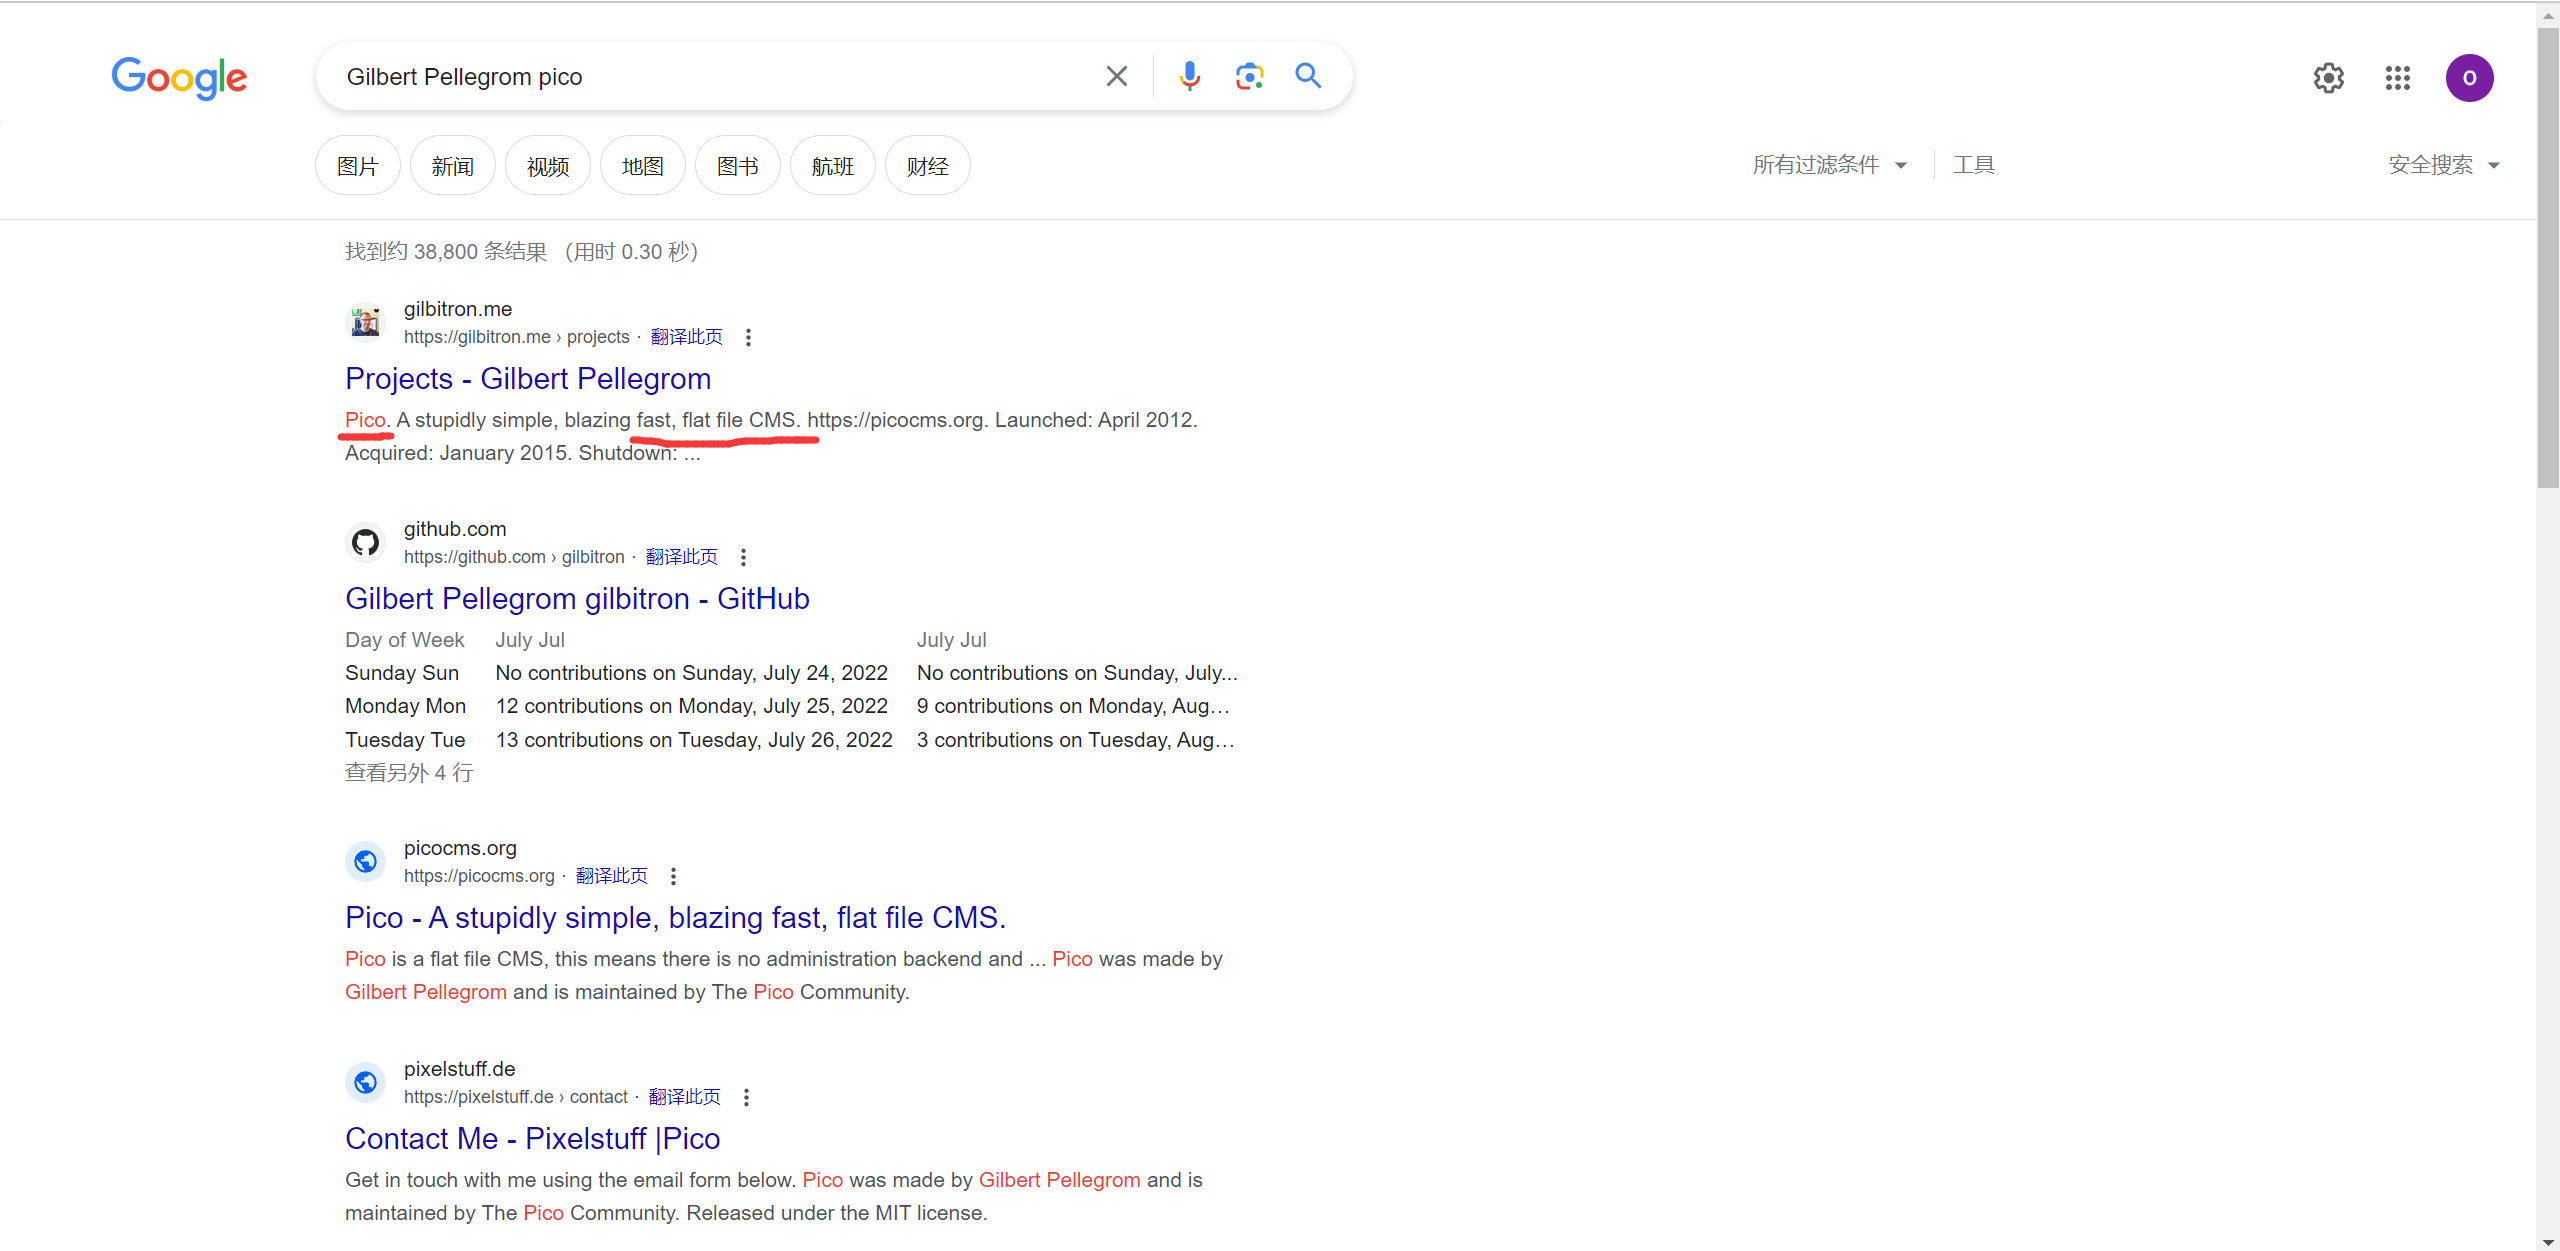 Google
Gilbert Pellegrom pico
O
图片 新闻 视频 地图 图书 航班 财经 所有过滤条件 工具 安全搜索
找到约 38,800 条结果 （用时 0.30 秒）
gilbitron.me
https://gilbitron.me › projects · 翻译此页
Projects - Gilbert Pellegrom
Pico. A stupidly simple, blazing fast, flat file CMS. https://picocms.org. Launched: April 2012.
Acquired: January 2015. Shutdown: ...
github.com
https://github.com › gilbitron · 翻译此页
Gilbert Pellegrom gilbitron - GitHub
Day of Week July Jul July Jul
Sunday Sun No contributions on Sunday, July 24, 2022 No contributions on Sunday, July...
Monday Mon 12 contributions on Monday, July 25, 2022 9 contributions on Monday, Aug...
Tuesday Tue 13 contributions on Tuesday, July 26, 2022 3 contributions on Tuesday, Aug...
查看另外 4 行
picocms.org
https://picocms.org · 翻译此页
Pico - A stupidly simple, blazing fast, flat file CMS.
Pico is a flat file CMS, this means there is no administration backend and ... Pico was made by
Gilbert Pellegrom and is maintained by The Pico Community.
pixelstuff.de
https://pixelstuff.de › contact · 翻译此页
Contact Me - Pixelstuff |Pico
Get in touch with me using the email form below. Pico was made by Gilbert Pellegrom and is
maintained by The Pico Community. Released under the MIT license.